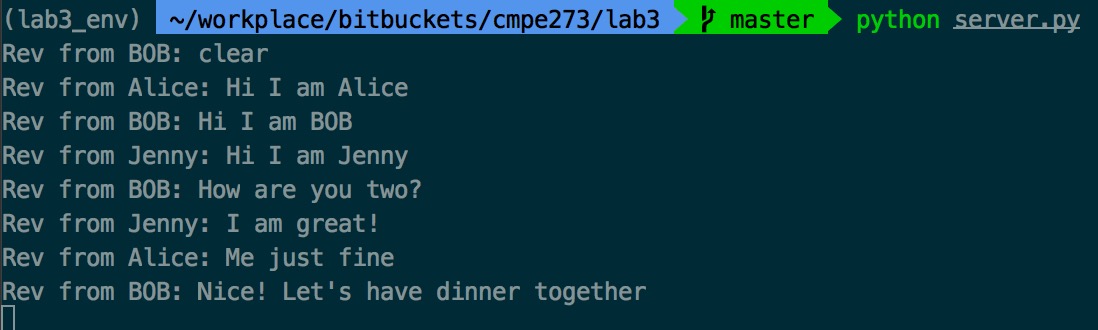 (lab3_env) ~/workplace/bitbuckets/cmpe273/lab3 master python server.py
Rev from BOB: clear
Rev from Alice: Hi I am Alice
Rev from BOB: Hi I am BOB
Rev from Jenny: Hi I am Jenny
Rev from BOB: How are you two?
Rev from Jenny: I am great!
Rev from Alice: Me just fine
Rev from BOB: Nice! Let's have dinner together